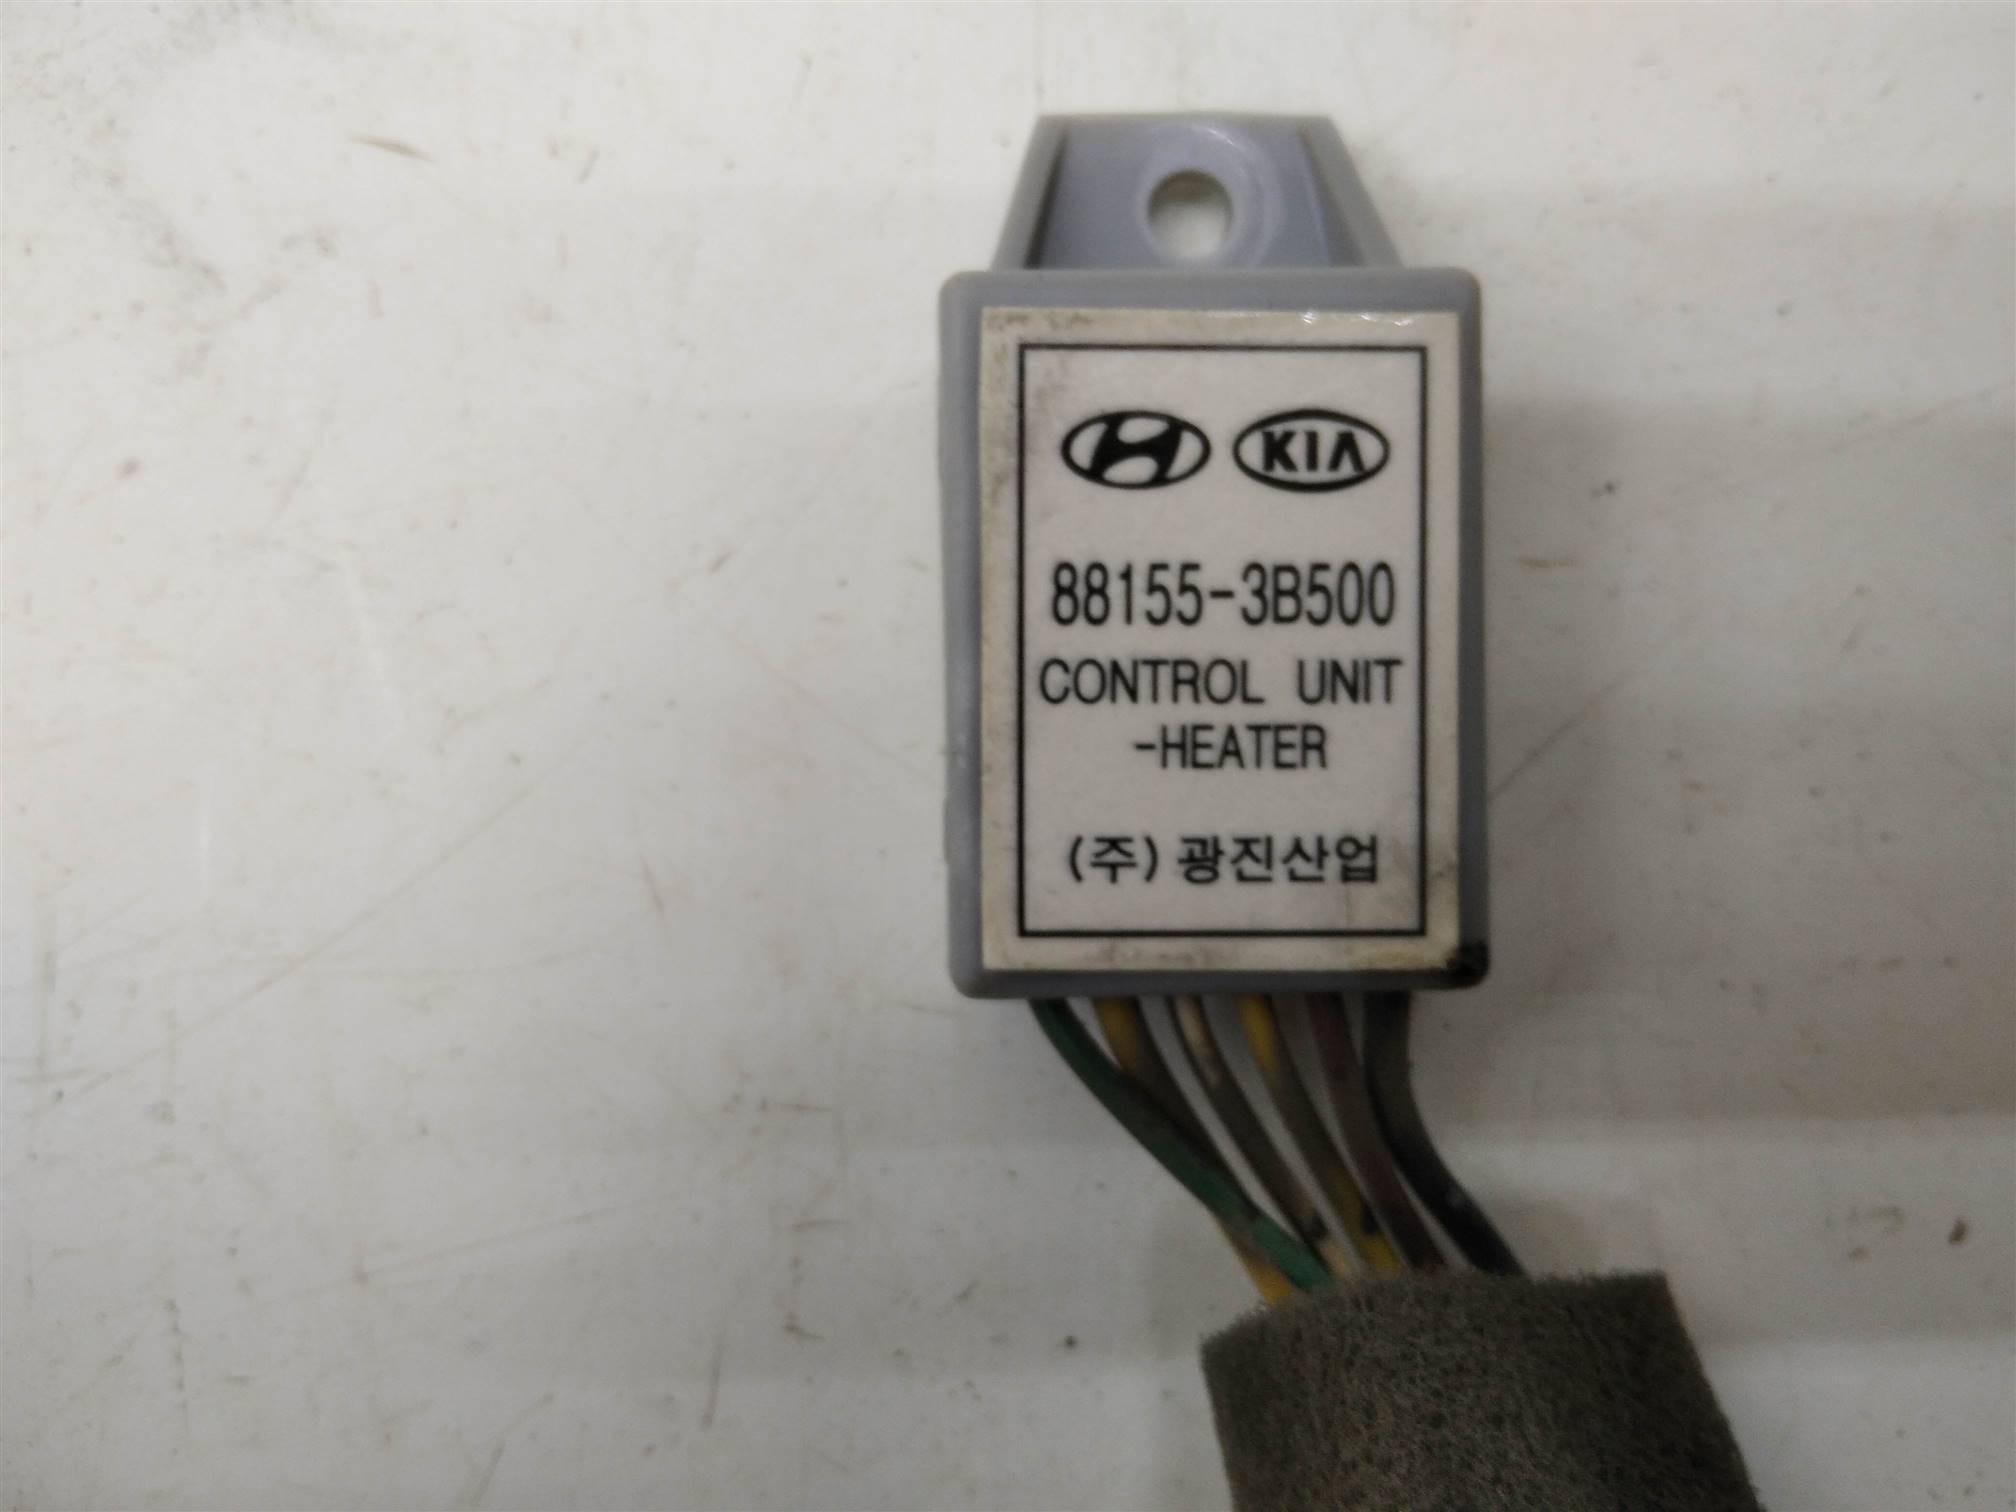 KIA
88155-3B500
CONTROL UNIT
-HEATER
(주)광진산업